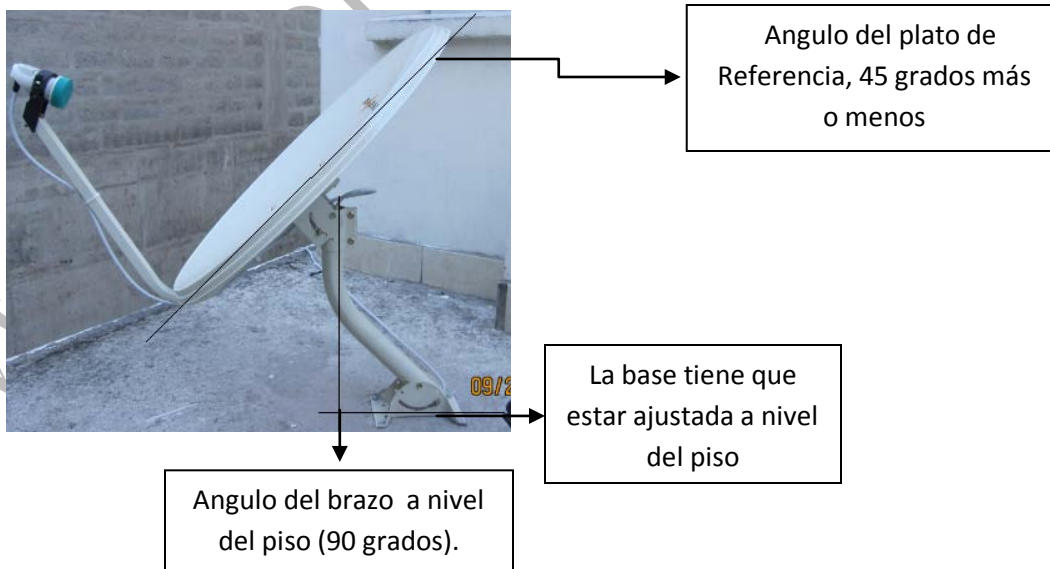 Angulo del plato de
Referencia, 45 grados más
o menos
09/2
La base tiene que
estar ajustada a nivel
del piso
Angulo del brazo a nivel
del piso (90 grados).